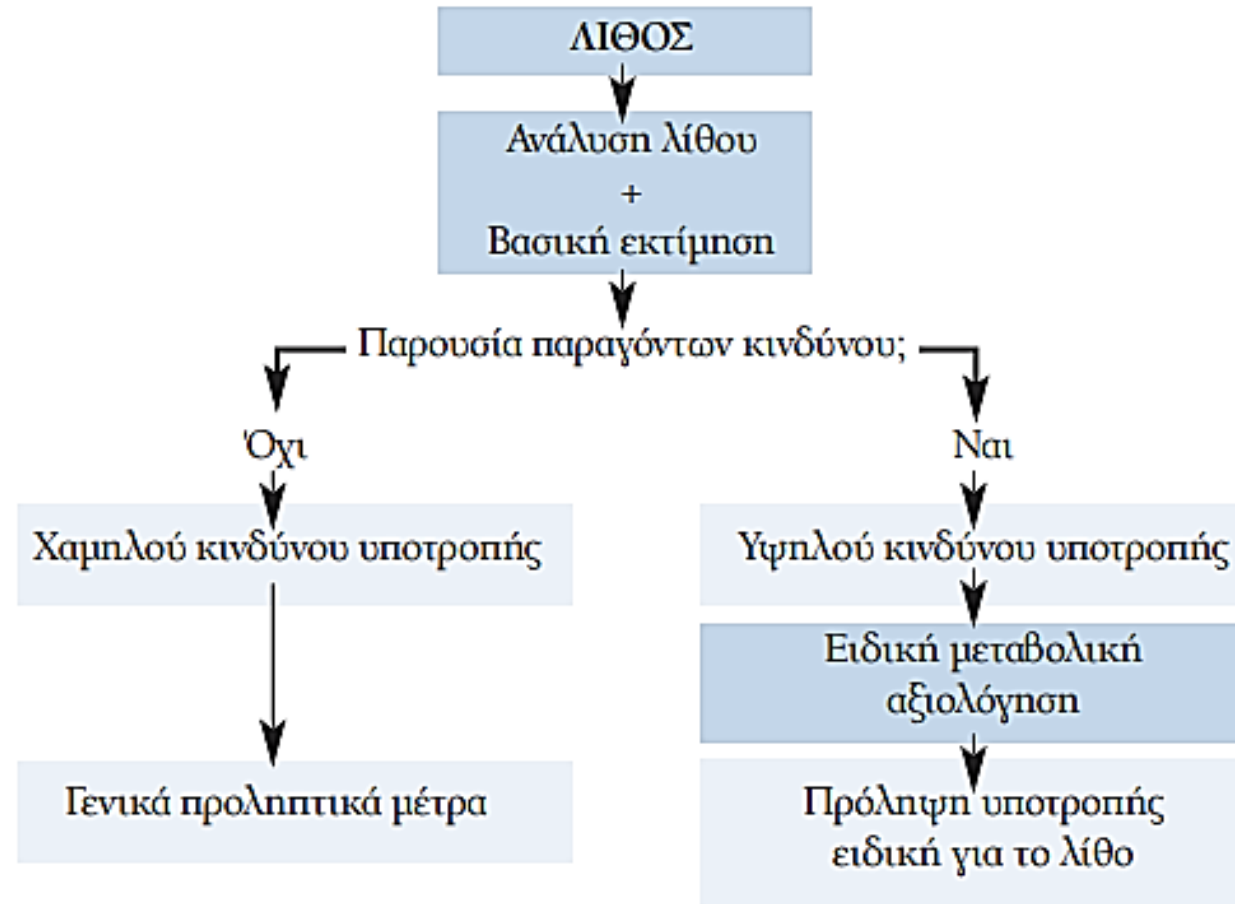 ΛΙΘΟΣ
Ανάλυση λίθου
+
Βασική εκτίμηση
Παρουσία παραγόντων κινδύνου;
Όχι
Ναι
Χαμηλού κινδύνου υποτροπής
Υψηλού κινδύνου υποτροπής
Ειδική μεταβολική
αξιολόγηση
Γενικά προληπτικά μέτρα
Πρόληψη υποτροπής
ειδική για το λίθο